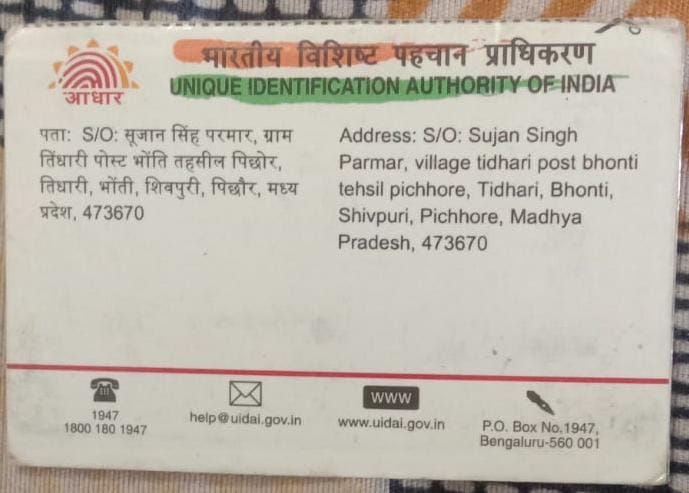 भारतीय विशिष्ट पहचान प्राधिकरण
UNIQUE IDENTIFICATION AUTHORITY OF INDIA
आधार
पता: S/O: सूजान सिंह परमार, ग्राम
तिंधारी पोस्ट भोंति तहसील पिछोर,
तिधारी, भोंती, शिवपुरी, पिछौर, मध्य
प्रदेश, 473670
Address: S/O: Sujan Singh
Parmar, village tidhari post bhonti
tehsil pichhore, Tidhari, Bhonti,
Shivpuri, Pichhore, Madhya
Pradesh, 473670
1947
1800 180 1947
help@uidai.gov.in
www
www.uidai.gov.in
P.O. Box No.1947,
Bengaluru-560 001